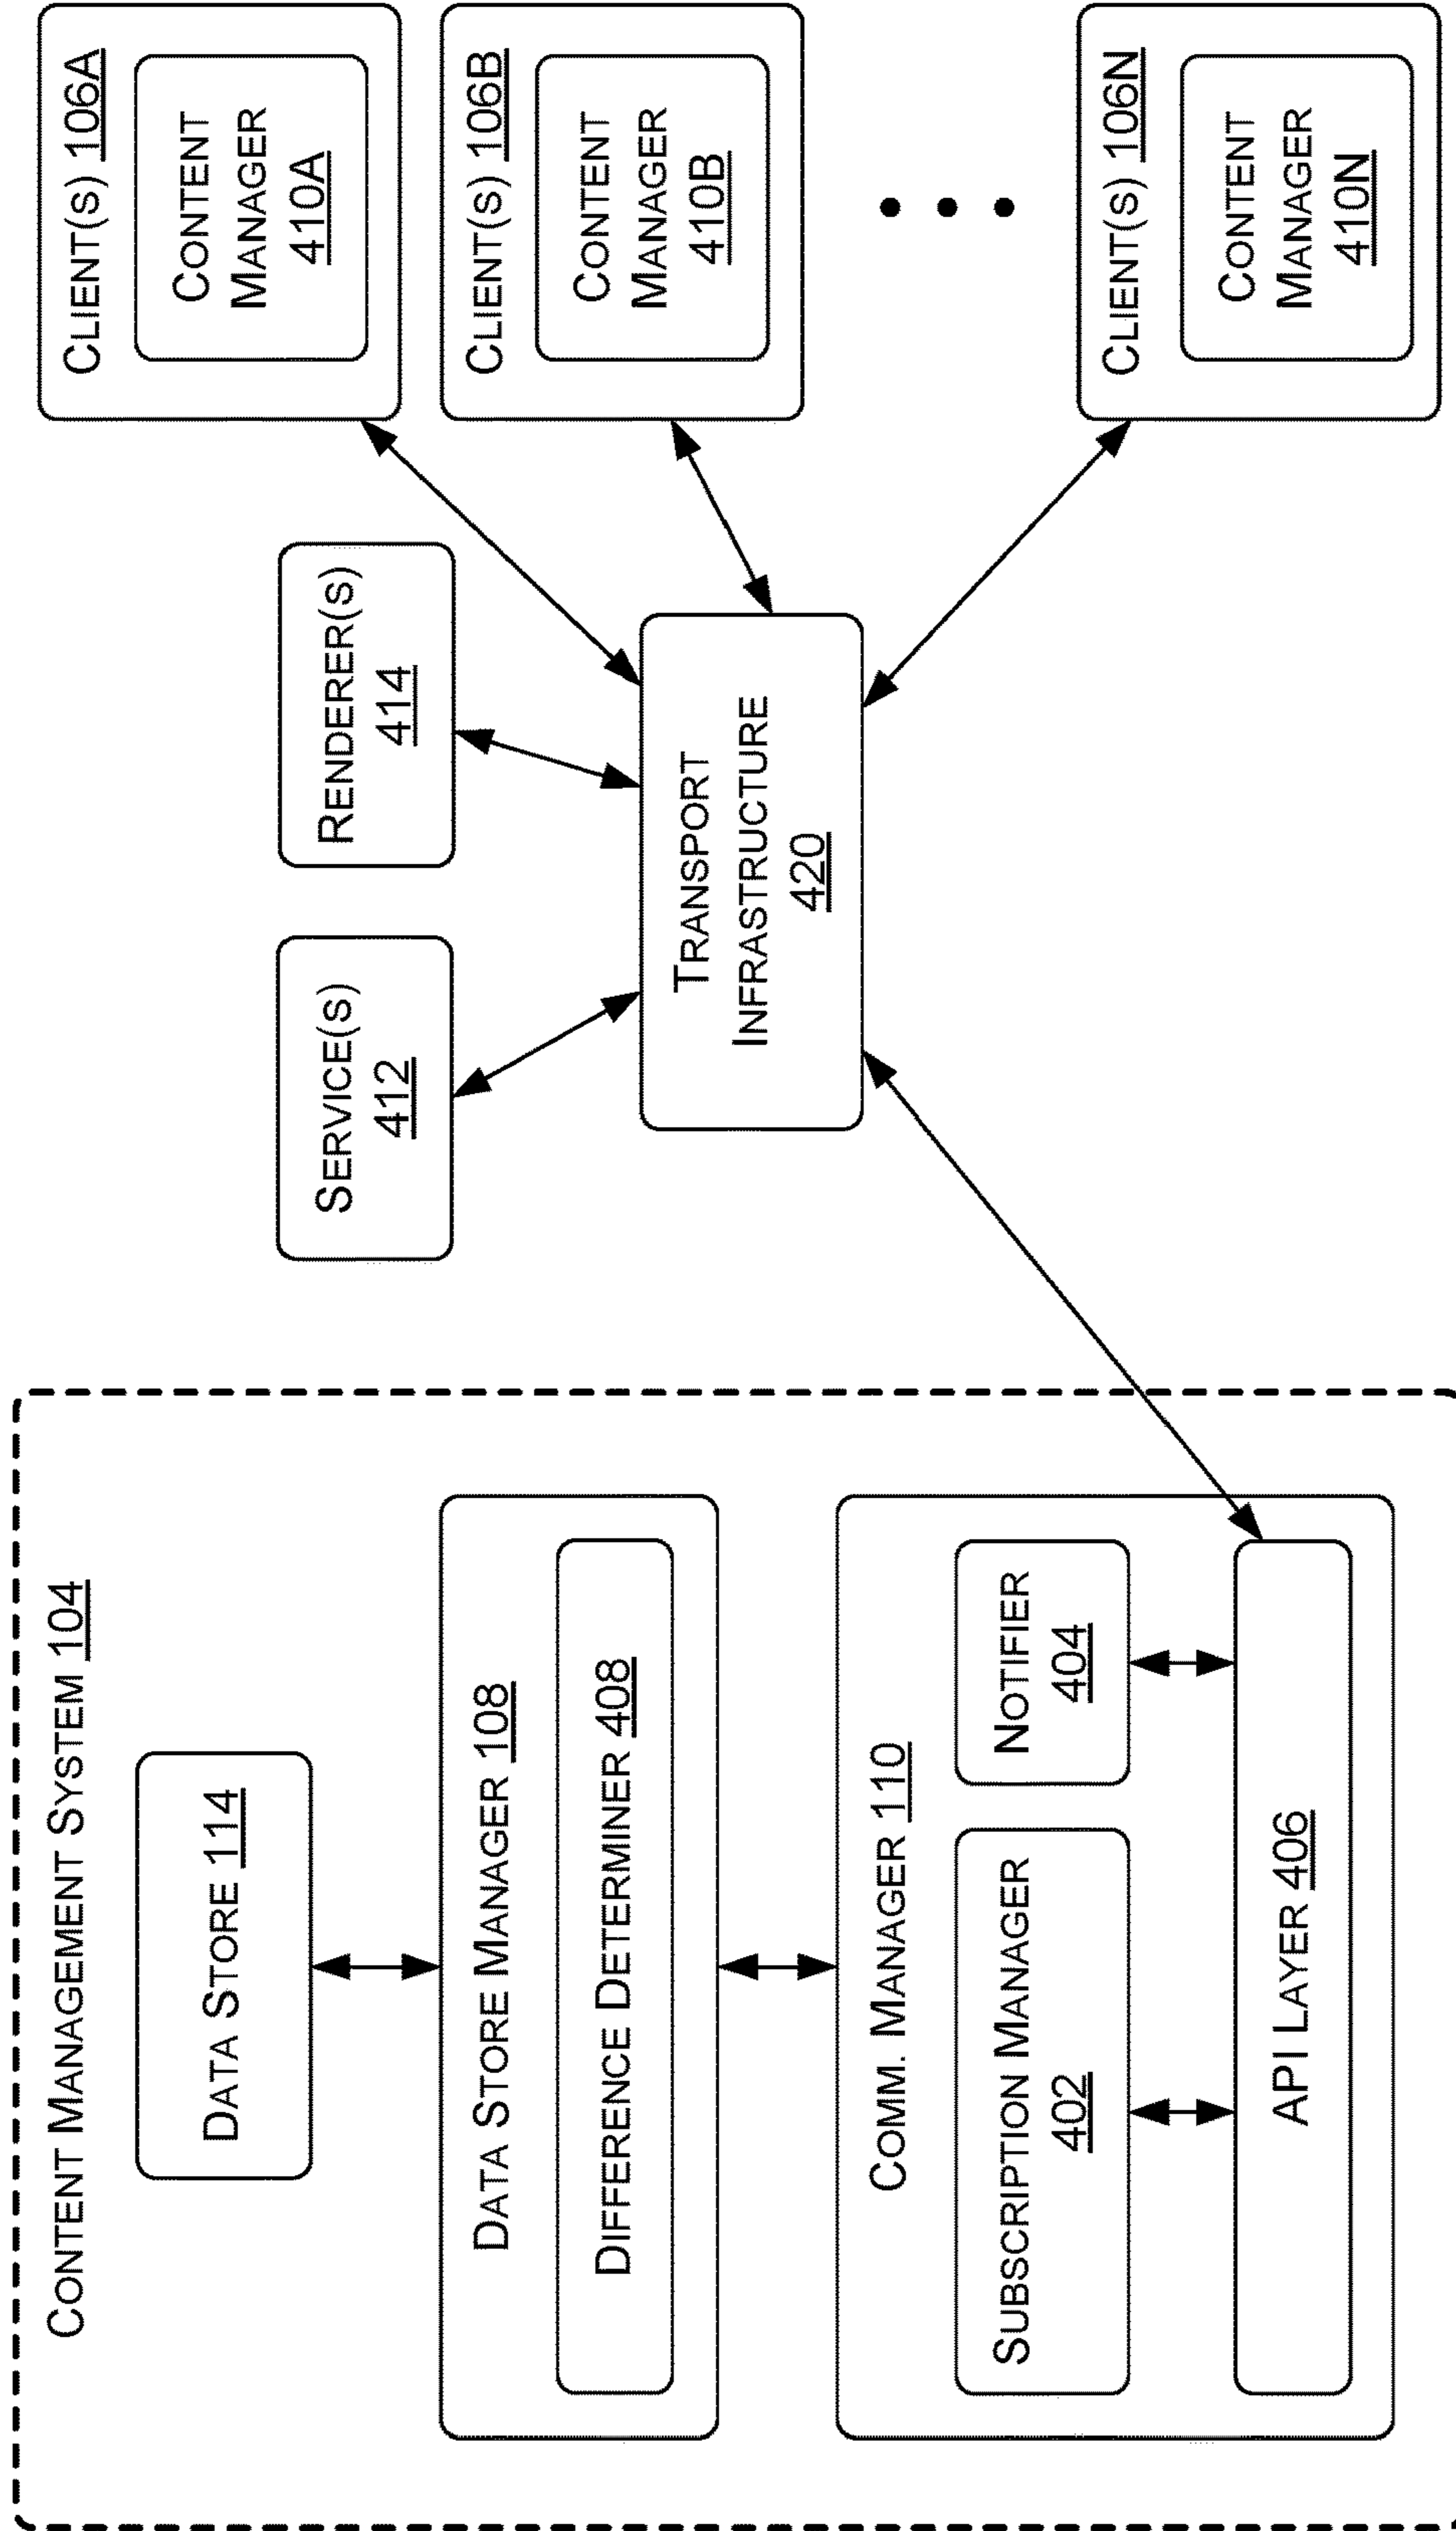 CONTENT MANAGEMENT SYSTEM 104
DATA STORE 114
DATA STORE MANAGER 108
DIFFERENCE DETERMINER 408
COMM. MANAGER 110
SUBSCRIPTION MANAGER
402
NOTIFIER
404
API LAYER 406
SERVICE(S)
412
RENDERER(S)
414
TRANSPORT
INFRASTRUCTURE
420
CLIENT(S) 106A
CONTENT
MANAGER
410A
CLIENT(S) 106B
CONTENT
MANAGER
410B
CLIENT(S) 106N
CONTENT
MANAGER
410N